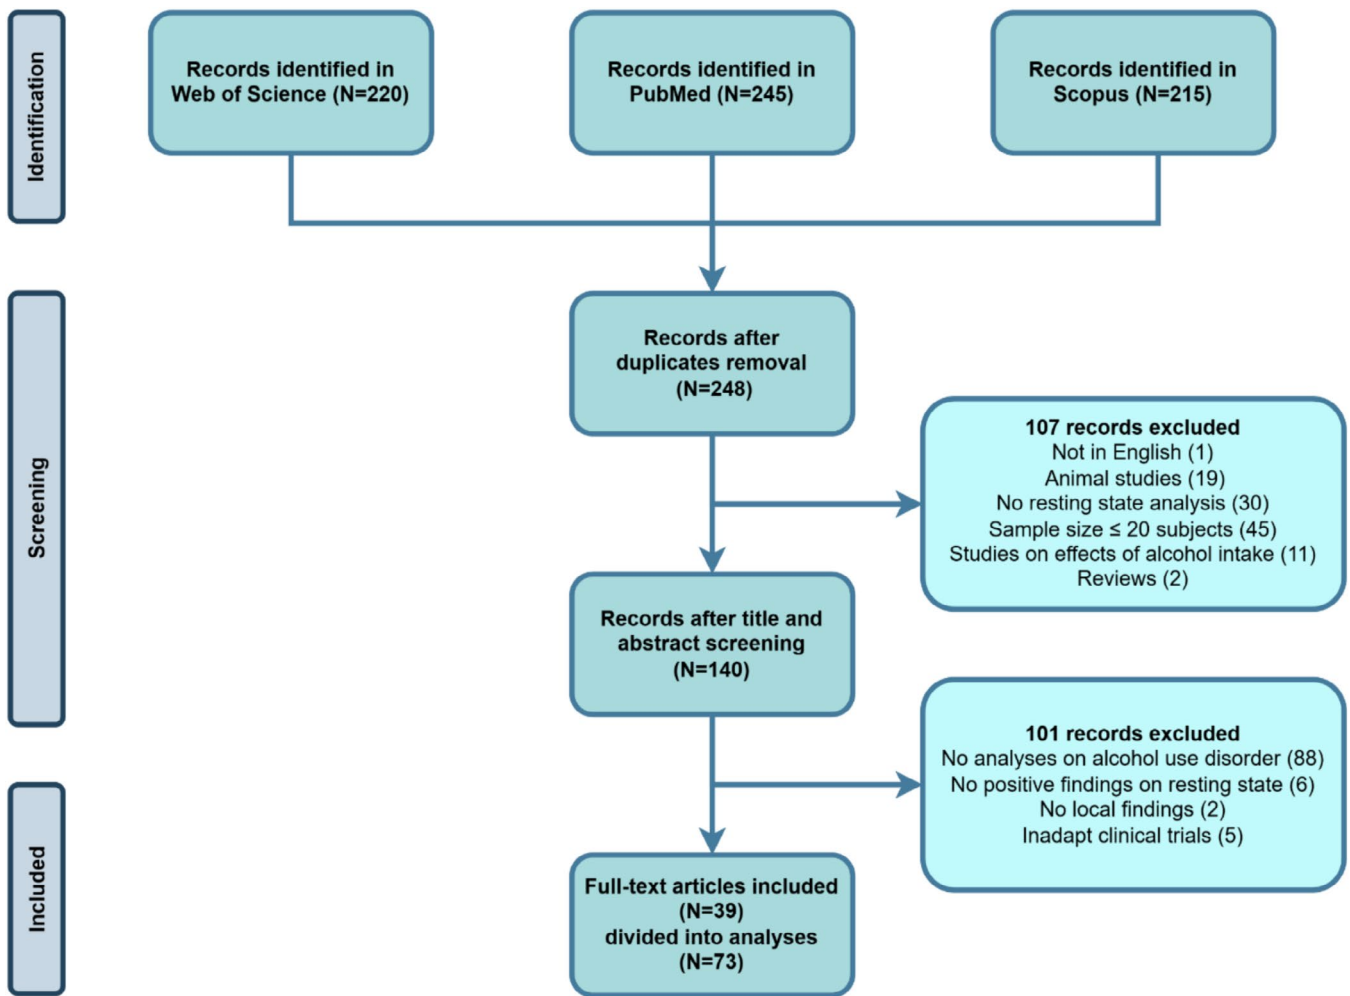 Identification
Records identified in
Web of Science (N=220)
Records identified in
PubMed (N=245)
Records identified in
Scopus (N=215)
Screening
Records after
duplicates removal
(N=248)
107 records excluded
Not in English (1)
Animal studies (19)
No resting state analysis (30)
Sample size ≤ 20 subjects (45)
Studies on effects of alcohol intake (11)
Reviews (2)
Records after title and
abstract screening
(N=140)
101 records excluded
No analyses on alcohol use disorder (88)
No positive findings on resting state (6)
No local findings (2)
Inadapt clinical trials (5)
Included
Full-text articles included
(N=39)
divided into analyses
(N=73)